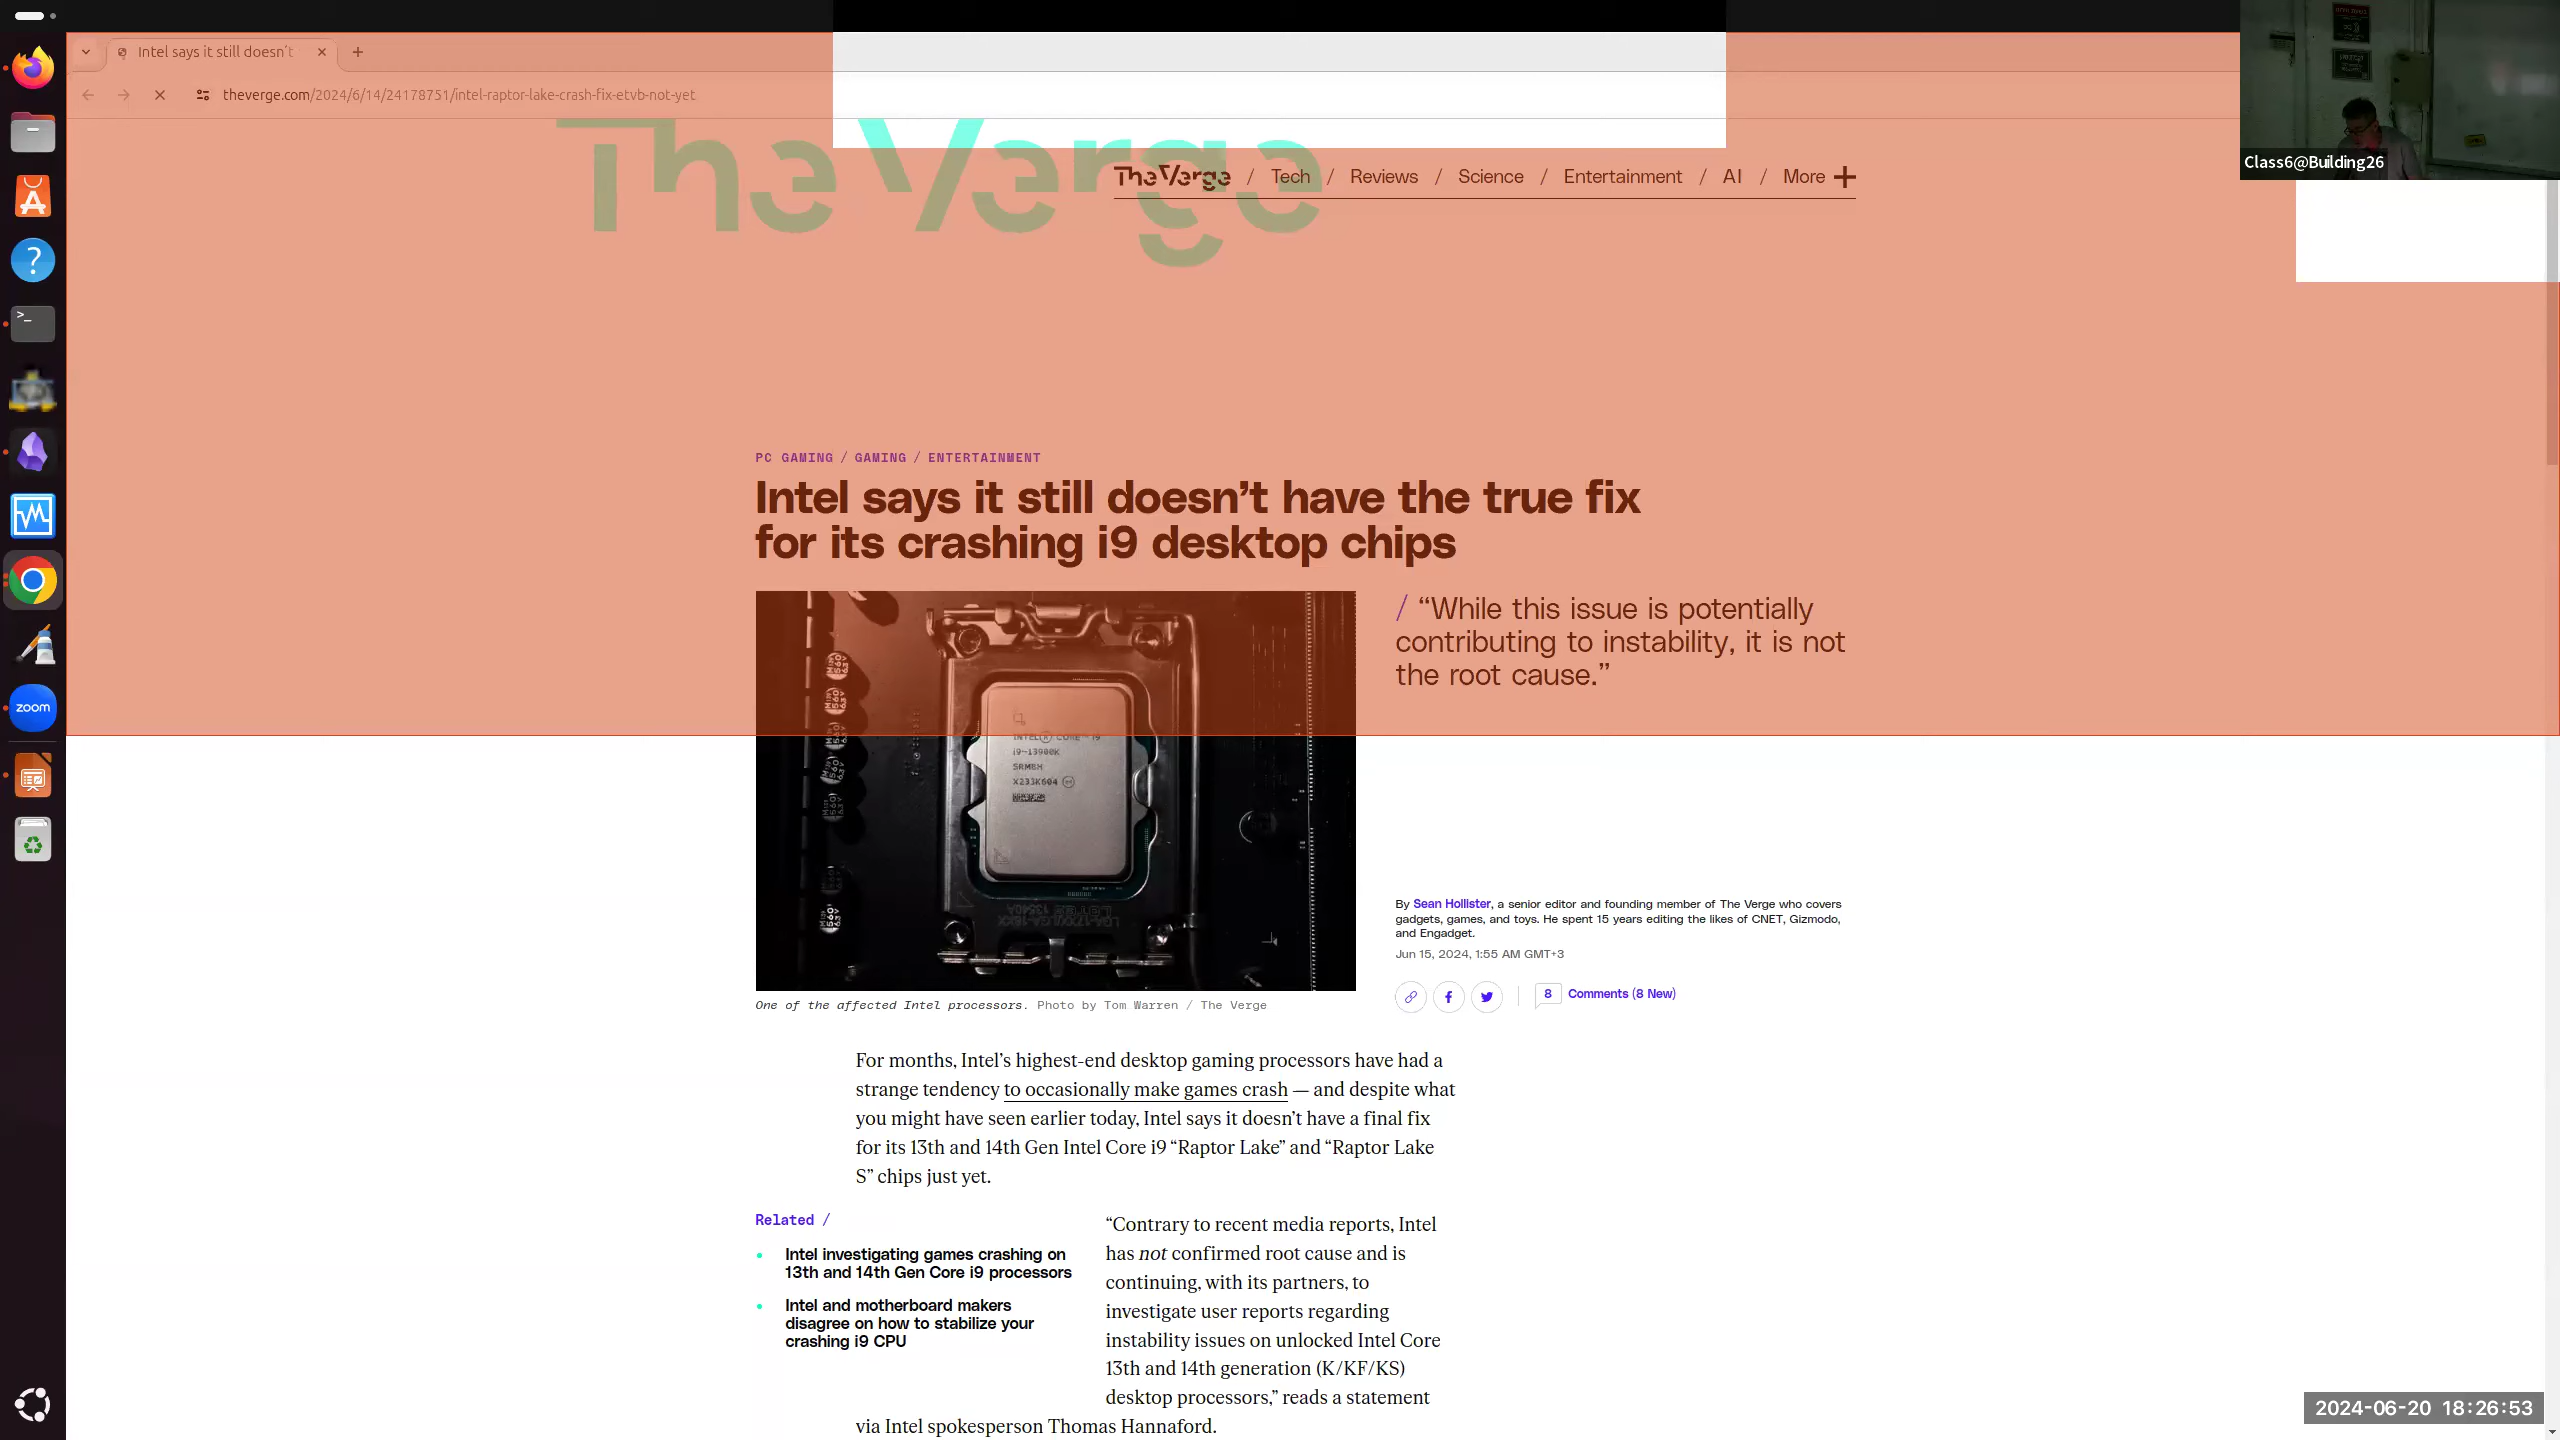 Intel says it still doesn't
theverge.com/2024/6/14/24178751/intel-raptor-lake-crash-fix-etvb-not-yet
Class6@Building26
The Verge
The Verge / Tech / Reviews / Science / Entertainment / AI / More
PC GAMING / GAMING / ENTERTAINMENT
Intel says it still doesn’t have the true fix
for its crashing i9 desktop chips
/ “While this issue is potentially
contributing to instability, it is not
the root cause.”
INTEL® CORE™ i9
i9-13900K
SRMBH
X233K604
zoom
By Sean Hollister, a senior editor and founding member of The Verge who covers
gadgets, games, and toys. He spent 15 years editing the likes of CNET, Gizmodo,
and Engadget.
Jun 15, 2024, 1:55 AM GMT+3
8 Comments (8 New)
One of the affected Intel processors. Photo by Tom Warren / The Verge
For months, Intel’s highest-end desktop gaming processors have had a
strange tendency to occasionally make games crash — and despite what
you might have seen earlier today, Intel says it doesn’t have a final fix
for its 13th and 14th Gen Intel Core i9 “Raptor Lake” and “Raptor Lake
S” chips just yet.
Related /
Intel investigating games crashing on
13th and 14th Gen Core i9 processors
Intel and motherboard makers
disagree on how to stabilize your
crashing i9 CPU
“Contrary to recent media reports, Intel
has not confirmed root cause and is
continuing, with its partners, to
investigate user reports regarding
instability issues on unlocked Intel Core
13th and 14th generation (K/KF/KS)
desktop processors,” reads a statement
via Intel spokesperson Thomas Hannaford.
2024-06-20 18:26:53